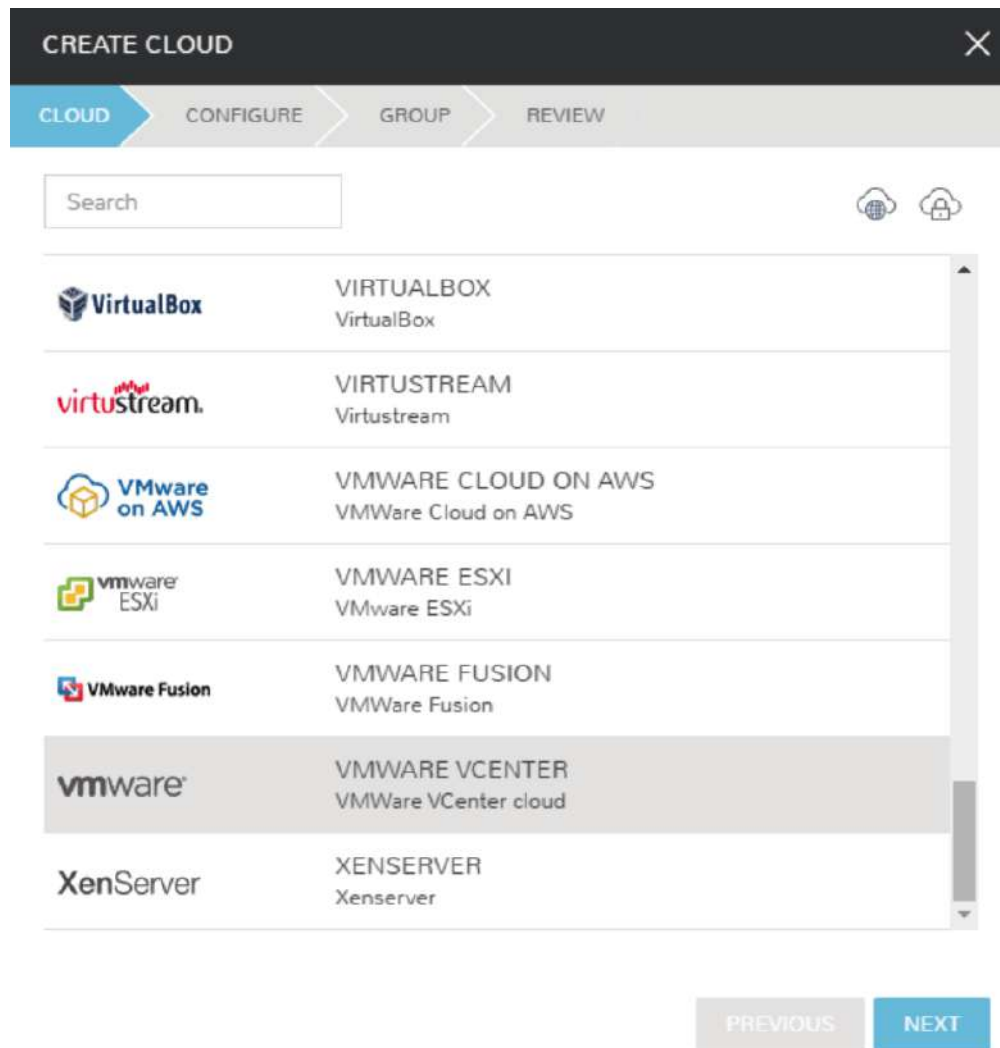 CREATE CLOUD
CLOUD CONFIGURE GROUP REVIEW
Search
VirtualBox VIRTUALBOX
VirtualBox
virtustream. VIRTUSTREAM
Virtustream
VMware on AWS VMWARE CLOUD ON AWS
VMWare Cloud on AWS
vmware ESXi VMWARE ESXI
VMware ESXi
VMware Fusion VMWARE FUSION
VMWare Fusion
vmware VMWARE VCENTER
VMWare VCenter cloud
XenServer XENSERVER
Xenserver
PREVIOUS NEXT